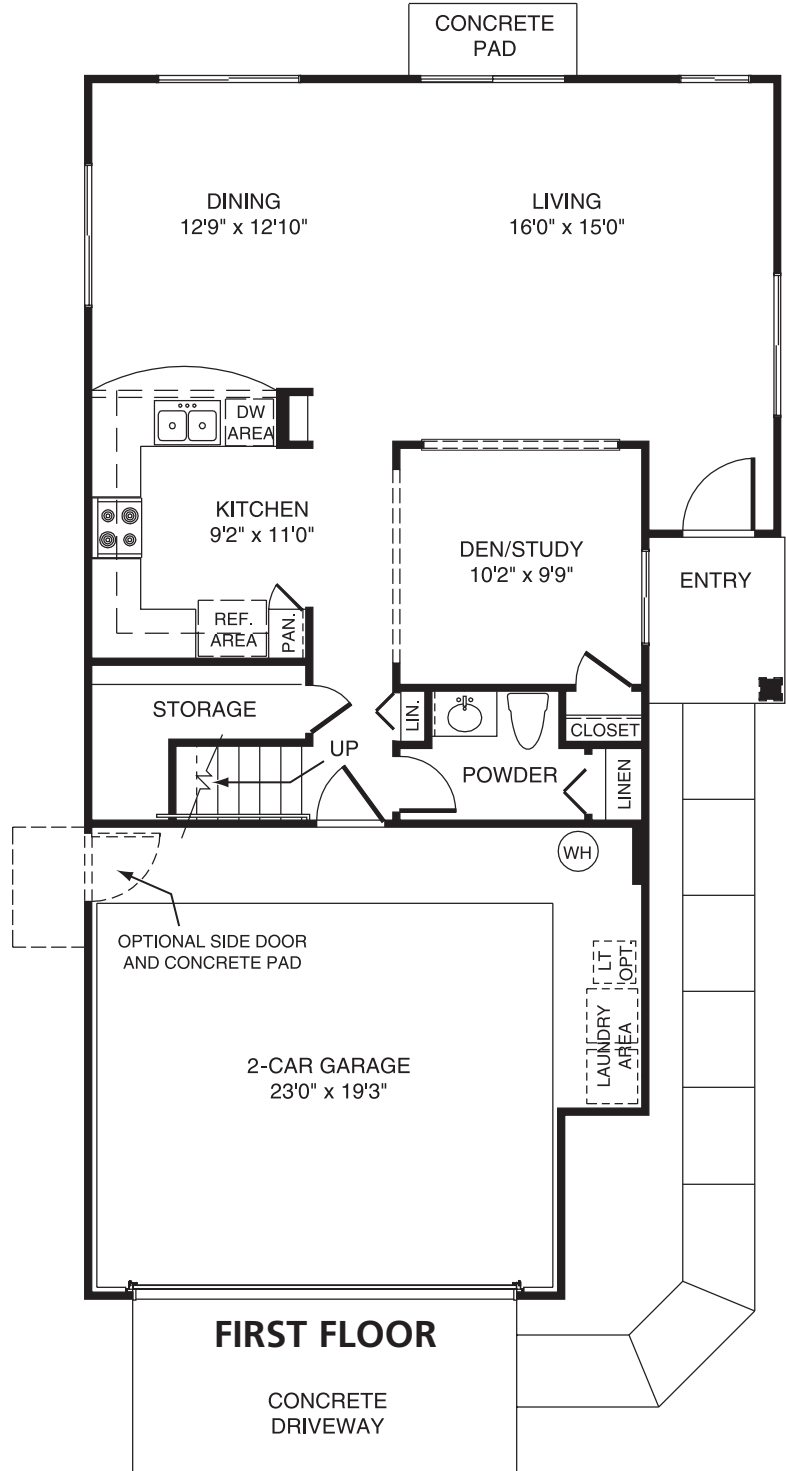 CONCRETE
PAD
DINING
12'9" x 12'10"
LIVING
16'0" x 15'0"
DW
AREA
KITCHEN
9'2" x 11'0"
DEN/STUDY
10'2" x 9'9"
ENTRY
REF.
AREA
PAN.
STORAGE
LIN.
CLOSET
UP
POWDER
LINEN
WH
OPTIONAL SIDE DOOR
AND CONCRETE PAD
LT
OPT.
LAUNDRY
AREA
2-CAR GARAGE
23'0" x 19'3"
FIRST FLOOR
CONCRETE
DRIVEWAY